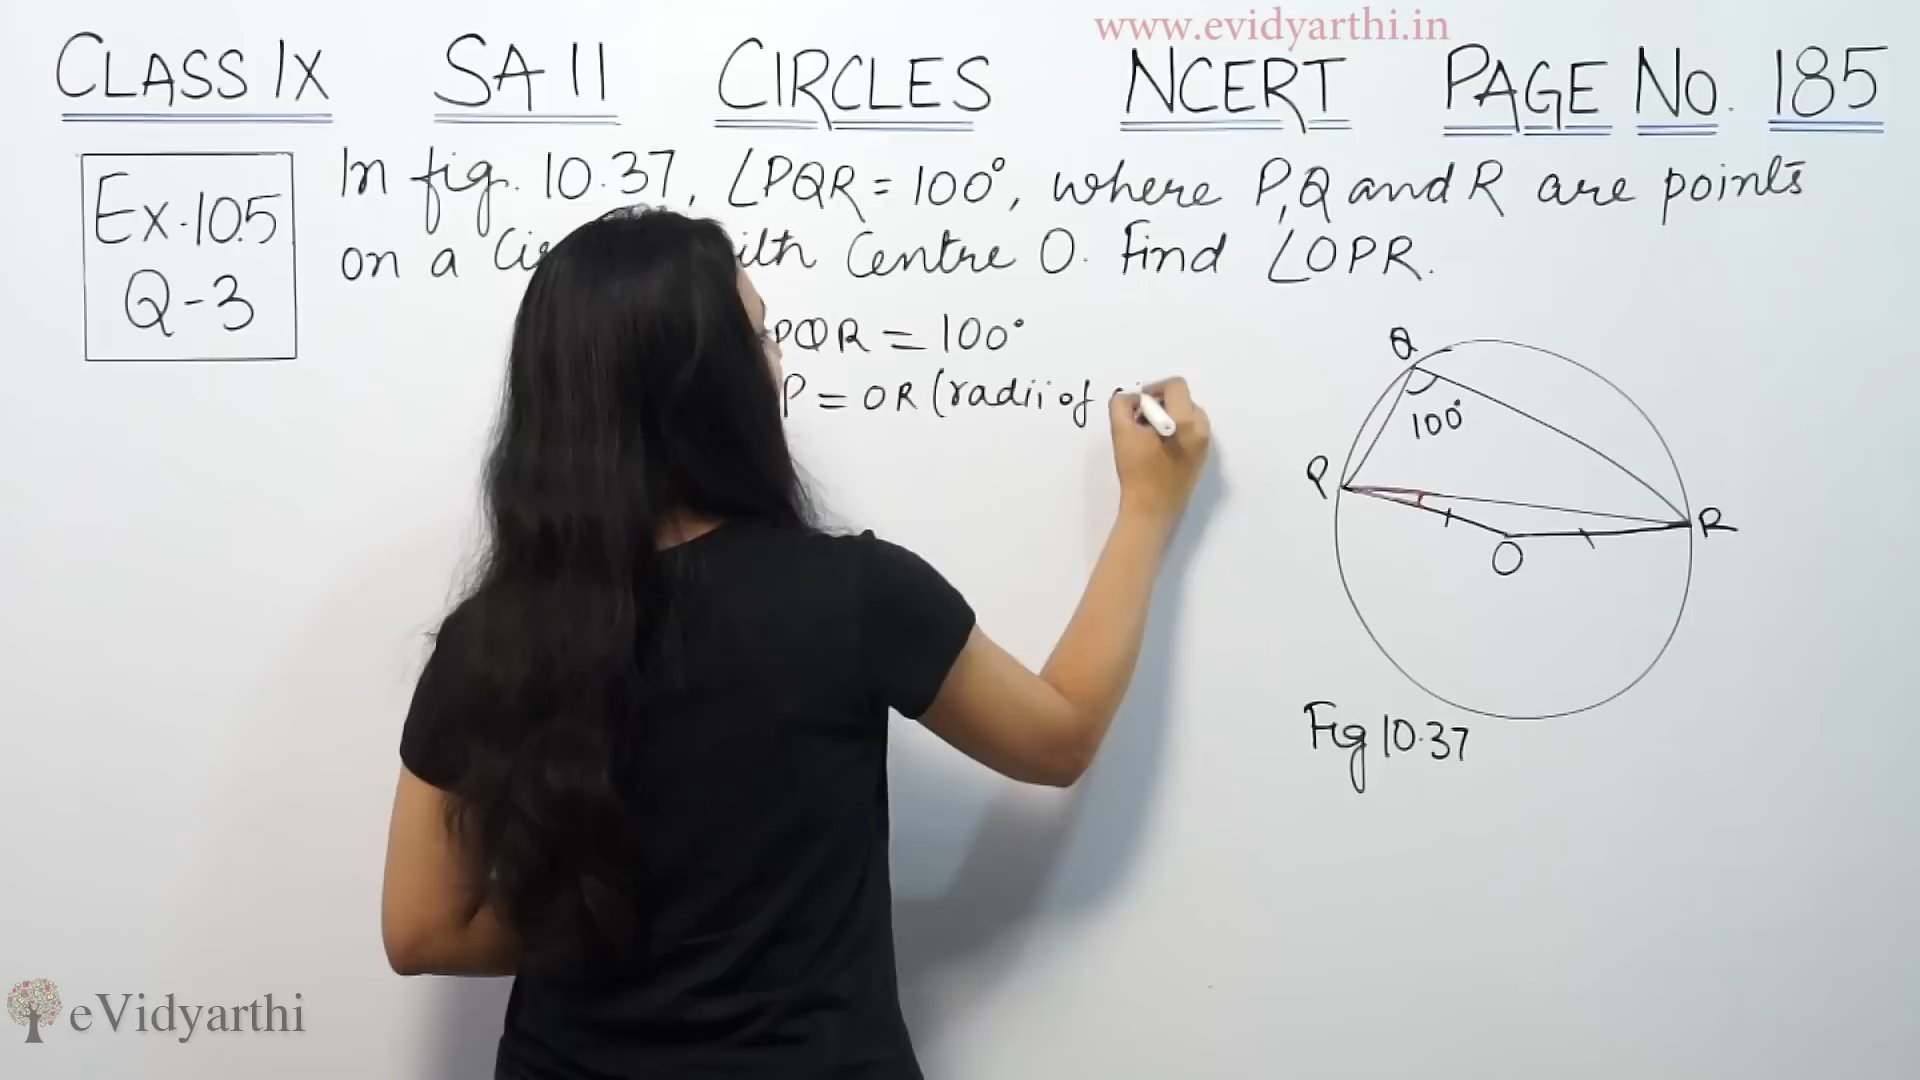 www.evidyarthi.in
CLASS IX SA II CIRCLES NCERT PAGE No. 185
Ex.10.5
Q-3
In fig. 10.37, ∠PQR = 100°, where P,Q and R are points
on a with Centre O. Find ∠OPR.
PQR = 100°
P = OR (radii of
Q
100°
P
R
O
Fig 10.37
eVidyarthi